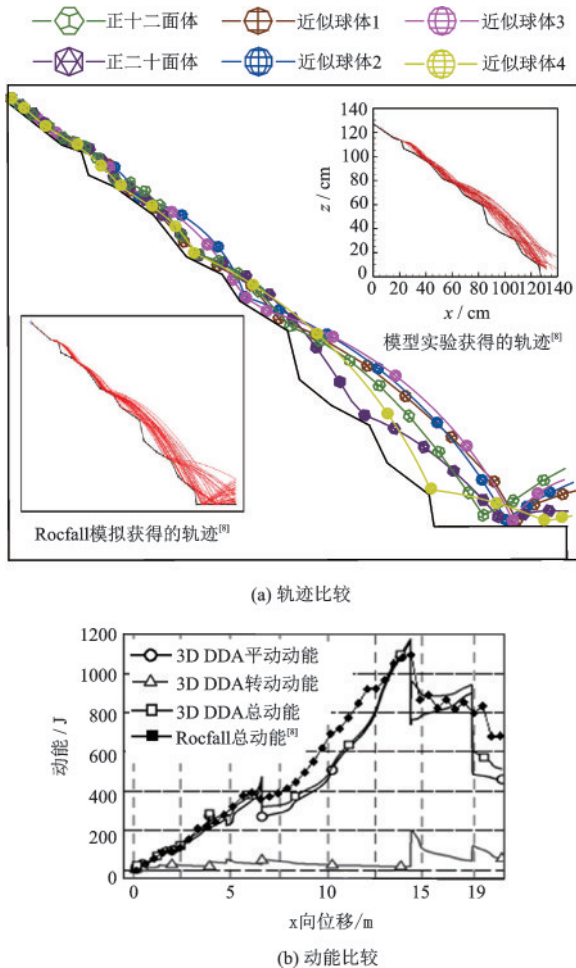 正十二面体 近似球体1 近似球体3
正二十面体 近似球体2 近似球体4
140
120
100
80
60
40
20
0
z / cm
0 20 40 60 80 100 120 140
x / cm
模型实验获得的轨迹[8]
Rocfall模拟获得的轨迹[8]
(a) 轨迹比较
1200
1000
800
600
400
200
0
动能 / J
3D DDA平动动能
3D DDA转动动能
3D DDA总动能
Rocfall总动能[8]
0 5 10 15 19
x向位移/m
(b) 动能比较